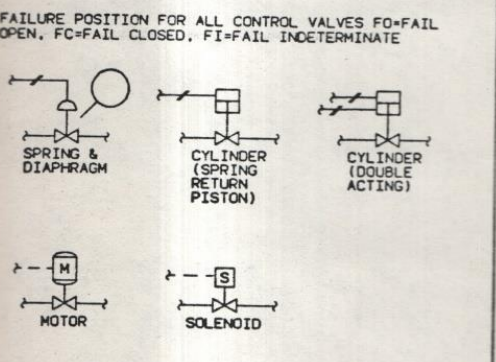 FAILURE POSITION FOR ALL CONTROL VALVES FO=FAIL
OPEN, FC=FAIL CLOSED, FI=FAIL INDETERMINATE
SPRING &
DIAPHRAGM
CYLINDER
(SPRING
RETURN
PISTON)
CYLINDER
(DOUBLE
ACTING)
M
MOTOR
S
SOLENOID